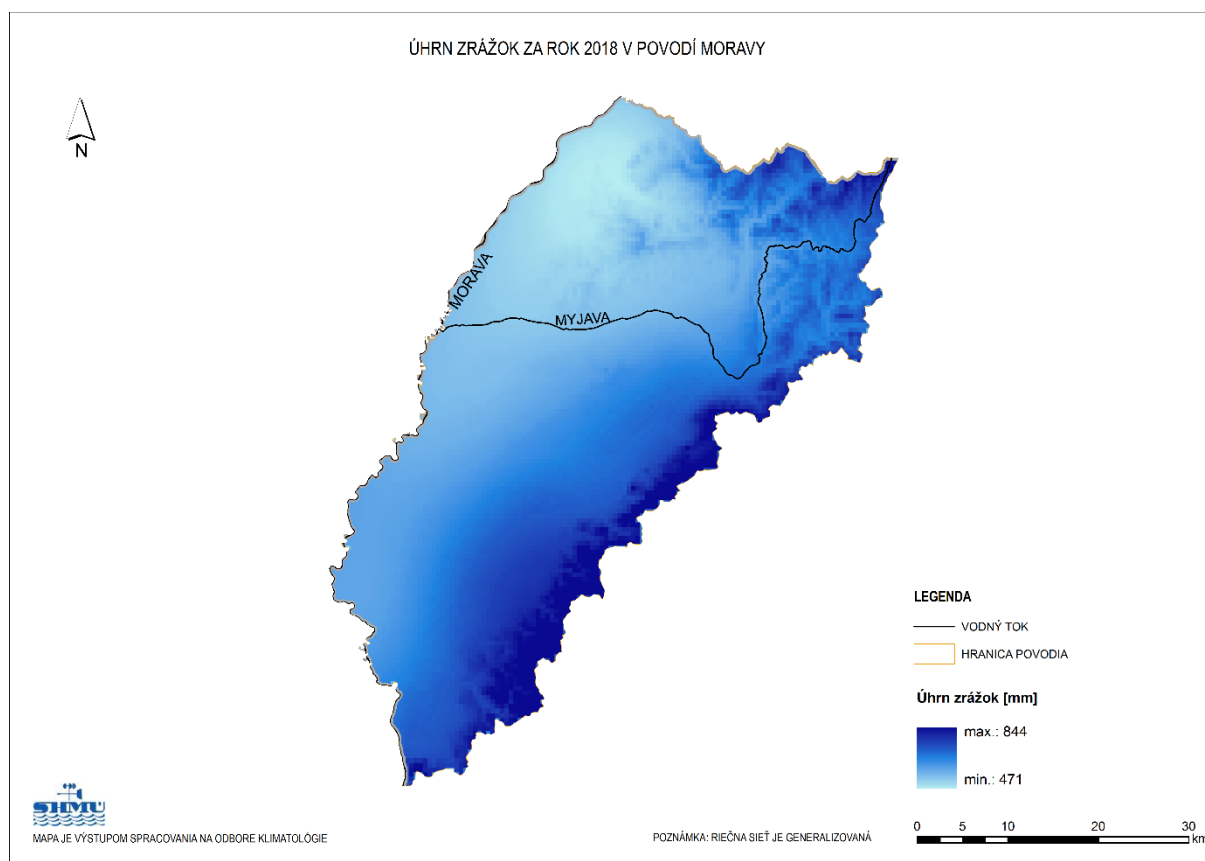 ÚHRN ZRÁŽOK ZA ROK 2018 V POVODÍ MORAVY
N
MORAVA
MYJAVA
LEGENDA
VODNÝ TOK
HRANICA POVODIA
Úhrn zrážok [mm]
max.: 844
min.: 471
SHMÚ
MAPA JE VÝSTUPOM SPRACOVANIA NA ODBORE KLIMATOLÓGIE
POZNÁMKA: RIEČNA SIEŤ JE GENERALIZOVANÁ
0 5 10 20 30
km